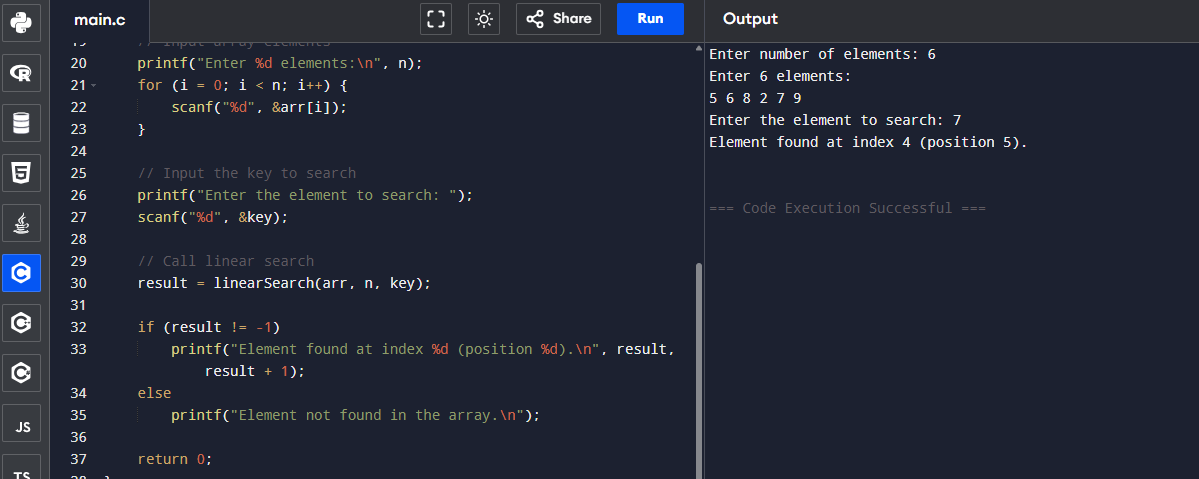 main.c
Share
Run
Output
19 // Input array elements
20 printf("Enter %d elements:\n", n);
21 for (i = 0; i < n; i++) {
22 scanf("%d", &arr[i]);
23 }
24
25 // Input the key to search
26 printf("Enter the element to search: ");
27 scanf("%d", &key);
28
29 // Call linear search
30 result = linearSearch(arr, n, key);
31
32 if (result != -1)
33 printf("Element found at index %d (position %d).\n", result,
result + 1);
34 else
35 printf("Element not found in the array.\n");
36
37 return 0;
38 }
Enter number of elements: 6
Enter 6 elements:
5 6 8 2 7 9
Enter the element to search: 7
Element found at index 4 (position 5).
=== Code Execution Successful ===
JS
TS